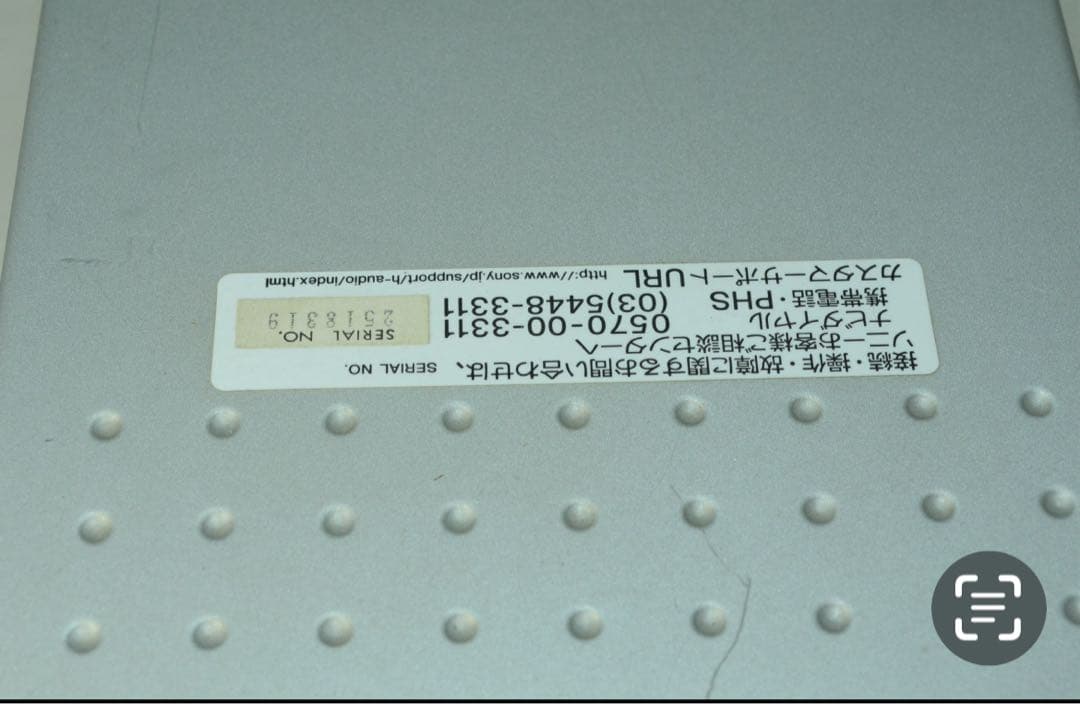 接続・操作・故障に関するお問い合わせは、
ソニーお客様ご相談センターへ
ナビダイヤル 0570-00-3311
携帯電話・PHS (03)5448-3311
カスタマーサポートURL http://www.sony.jp/support/h-audio/index.html
SERIAL NO.
SERIAL NO.
2518319